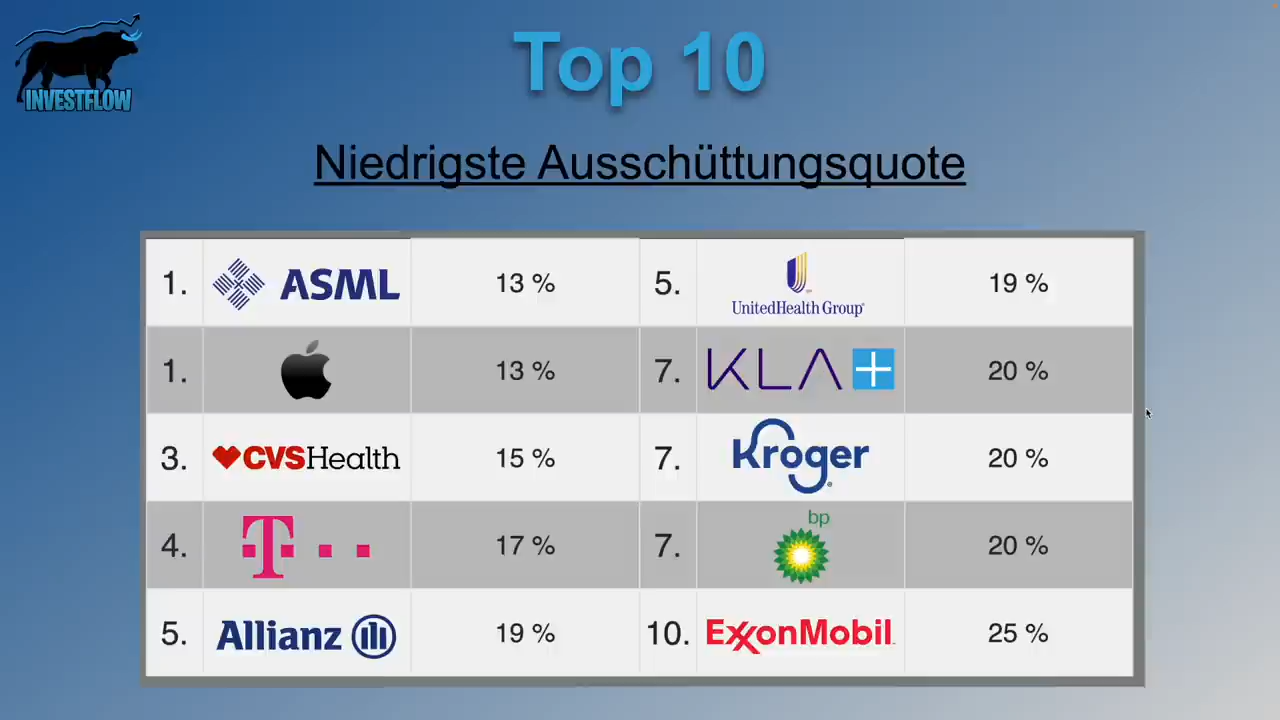 INVESTFLOW
Top 10
Niedrigste Ausschüttungsquote
1. ASML 13 % 5. UnitedHealth Group 19 %
1. 13 % 7. KLA 20 %
3. CVSHealth 15 % 7. Kroger 20 %
4. T 17 % 7. bp 20 %
5. Allianz 19 % 10. ExxonMobil 25 %